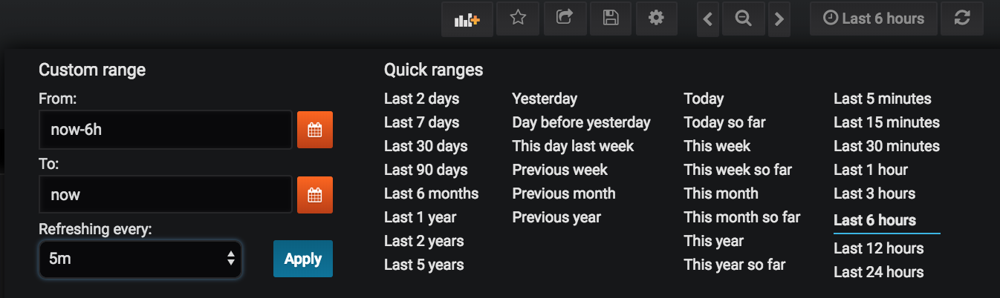 Last 6 hours
Custom range
From:
now-6h
To:
now
Refreshing every:
5m
Apply
Quick ranges
Last 2 days
Last 7 days
Last 30 days
Last 90 days
Last 6 months
Last 1 year
Last 2 years
Last 5 years
Yesterday
Day before yesterday
This day last week
Previous week
Previous month
Previous year
Today
Today so far
This week
This week so far
This month
This month so far
This year
This year so far
Last 5 minutes
Last 15 minutes
Last 30 minutes
Last 1 hour
Last 3 hours
Last 6 hours
Last 12 hours
Last 24 hours